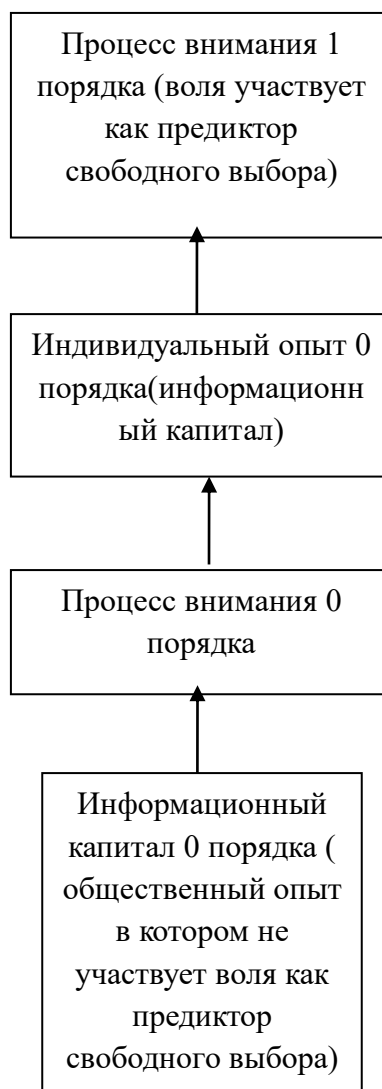 Процесс внимания 1
порядка (воля участвует
как предиктор
свободного выбора)
Индивидуальный опыт 0
порядка(информационн
ый капитал)
Процесс внимания 0
порядка
Информационный
капитал 0 порядка (
общественный опыт
в котором не
участвует воля как
предиктор
свободного выбора)